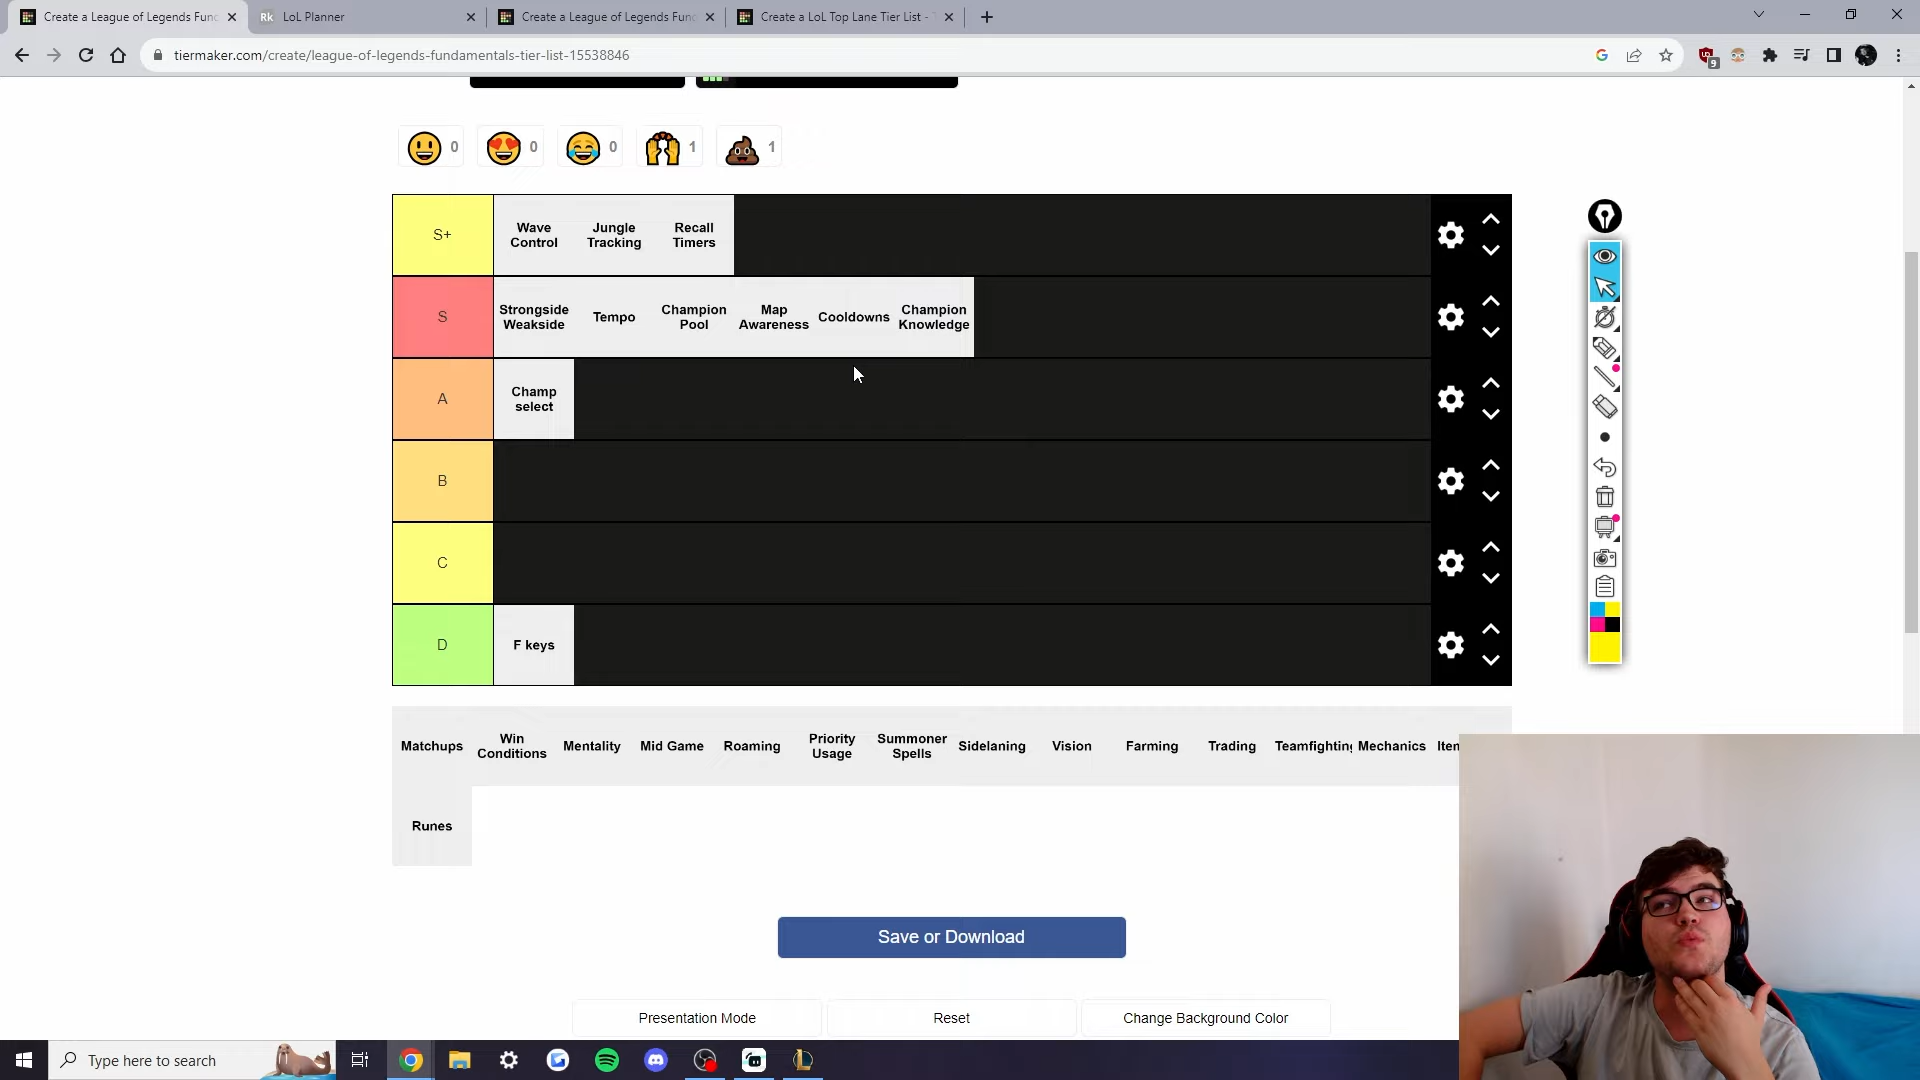 Create a League of Legends Func
LoL Planner
Create a League of Legends Func
Create a LoL Top Lane Tier List - T
tiermaker.com/create/league-of-legends-fundamentals-tier-list-15538846
9
0
0
0
1
1
S+
Wave
Control
Jungle
Tracking
Recall
Timers
S
Strongside
Weakside
Tempo
Champion
Pool
Map
Awareness
Cooldowns
Champion
Knowledge
A
Champ
select
B
C
D
F keys
Matchups
Win
Conditions
Mentality
Mid Game
Roaming
Priority
Usage
Summoner
Spells
Sidelaning
Vision
Farming
Trading
Teamfighting
Mechanics
Runes
Save or Download
Presentation Mode
Reset
Change Background Color
Type here to search